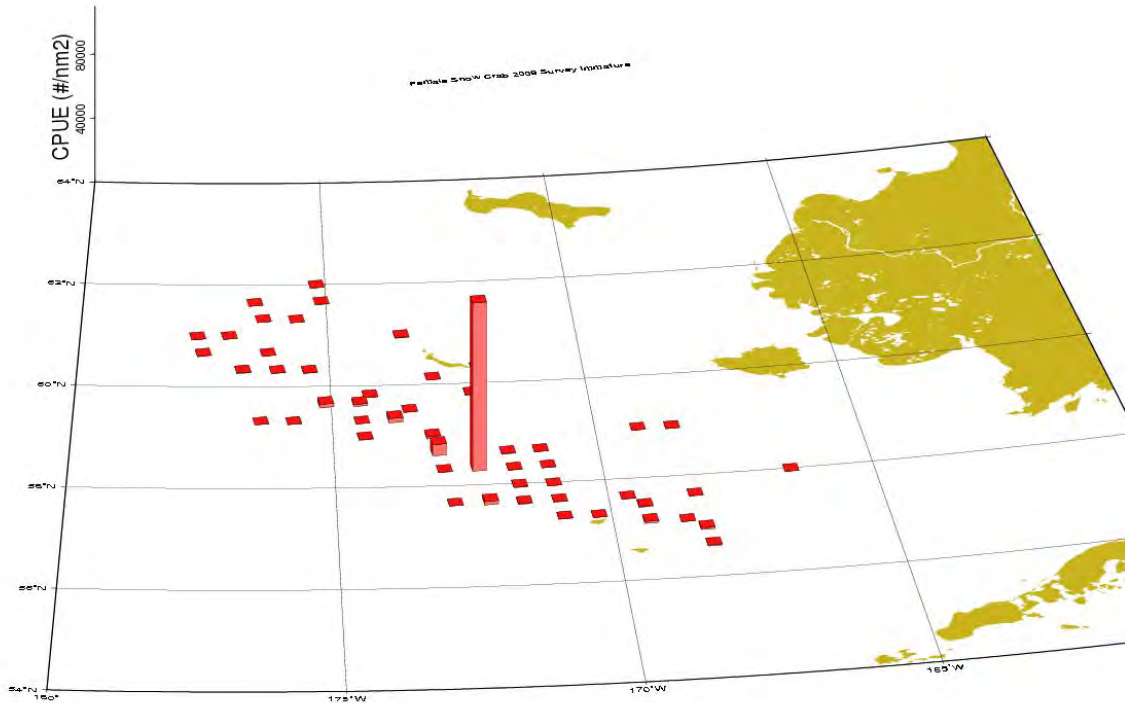 80000
40000
CPUE (#/nm2)
Female Snow Crab Survey Immature
64°N
62°N
60°N
58°N
56°N
54°N
180°
175°W
170°W
165°W